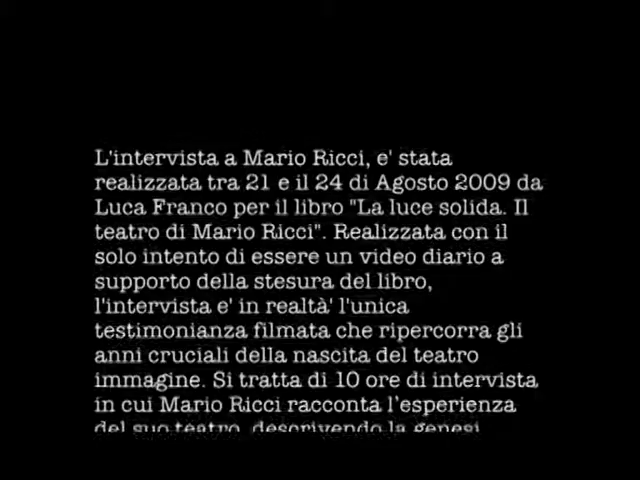 L'intervista a Mario Ricci, e' stata
realizzata tra 21 e il 24 di Agosto 2009 da
Luca Franco per il libro "La luce solida. Il
teatro di Mario Ricci". Realizzata con il
solo intento di essere un video diario a
supporto della stesura del libro,
l'intervista e' in realtà' l'unica
testimonianza filmata che ripercorra gli
anni cruciali della nascita del teatro
immagine. Si tratta di 10 ore di intervista
in cui Mario Ricci racconta l'esperienza
del suo teatro, descrivendo la genesi